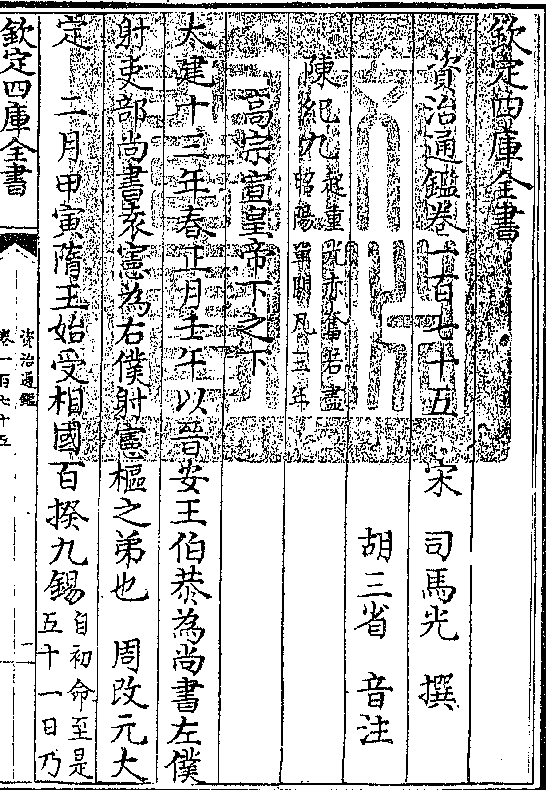 欽定四庫全書
資治通鑑卷一百七十五 宋 司馬光 撰
胡三省 音注
陳紀九 起重光赤奮若盡
昭陽單閼凡三年
高宗宣皇帝下之下
太建十三年春正月壬午以晉安王伯恭為尚書左僕
射吏部尚書袁憲為右僕射憲樞之弟也 周改元大
定 二月甲寅隋王始受相國百揆九錫 自初命至是
五十一日乃
欽定四庫全書
資治通鑑
卷一百七十五
一